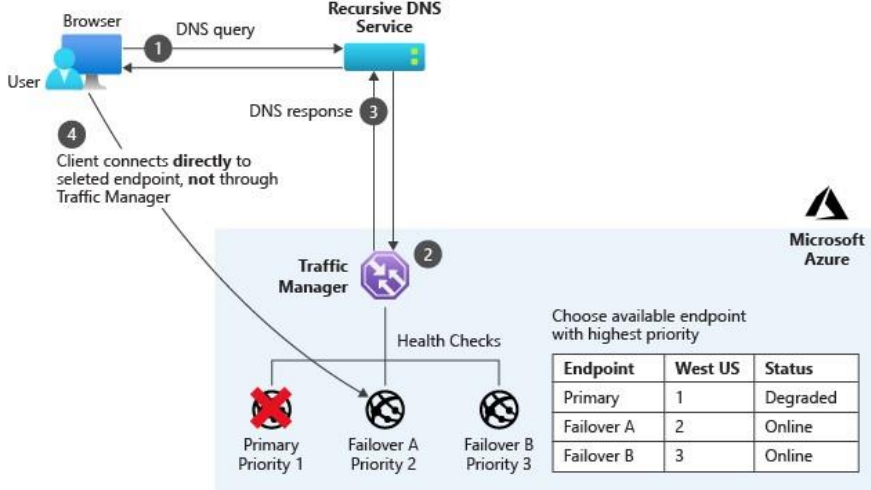 Recursive DNS
Service
Browser
DNS query
1
User
DNS response
3
4
Client connects directly to
seleted endpoint, not through
Traffic Manager
Microsoft
Azure
2
Traffic
Manager
Health Checks
Choose available endpoint
with highest priority
Endpoint West US Status
Primary 1 Degraded
Failover A 2 Online
Failover B 3 Online
Primary
Priority 1
Failover A
Priority 2
Failover B
Priority 3